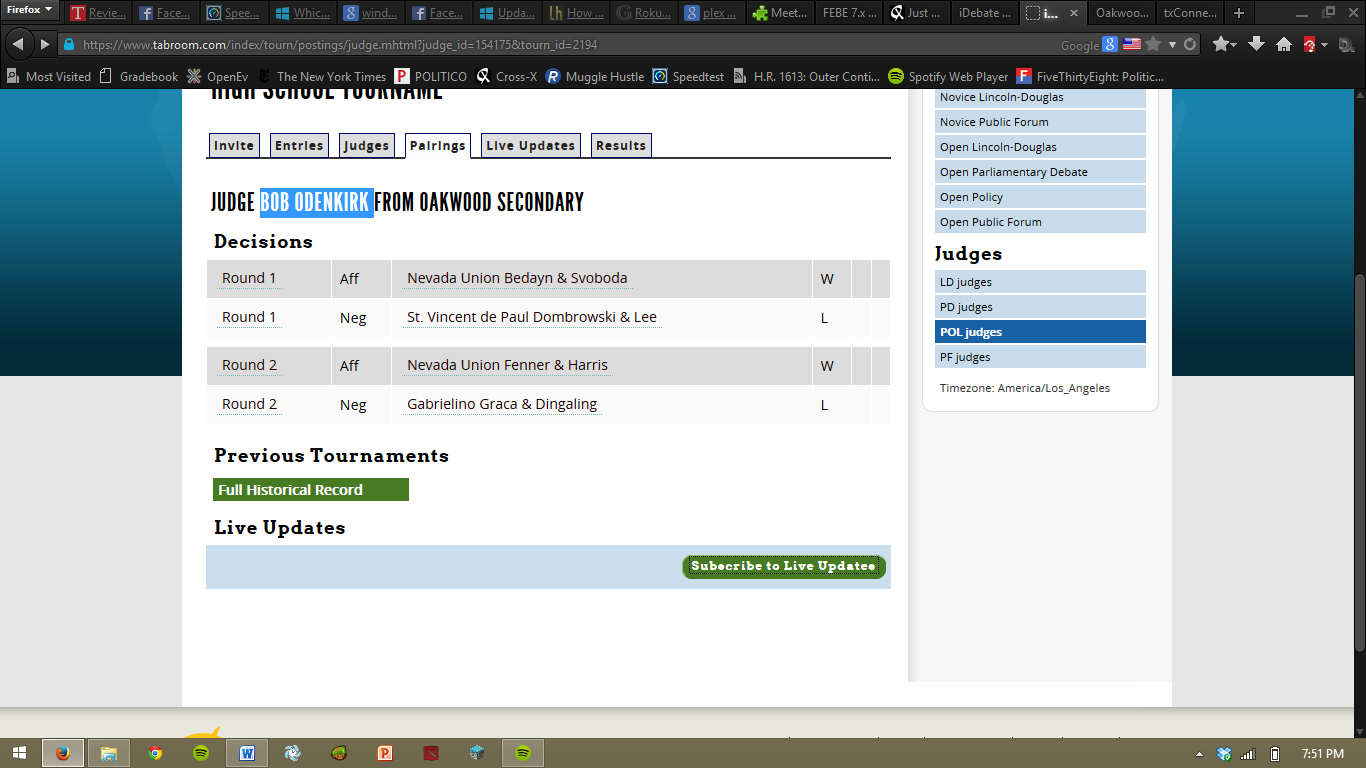 Firefox
Revie...
Face...
Spee...
Whic...
wind...
Face...
Upda...
How ...
Roku...
plex ...
Meet...
FEBE 7.x ...
Just ...
iDebate ...
i...
Oakwoo...
txConne...
https://www.tabroom.com/index/tourn/postings/judge.mhtml?judge_id=154175&tourn_id=2194
Google
Most Visited
Gradebook
OpenEv
The New York Times
POLITICO
Cross-X
Muggle Hustle
Speedtest
H.R. 1613: Outer Conti...
Spotify Web Player
FiveThirtyEight: Politic...
HIGH SCHOOL TOURNAME
Invite
Entries
Judges
Pairings
Live Updates
Results
JUDGE BOB ODENKIRK FROM OAKWOOD SECONDARY
Decisions
Round 1 Aff Nevada Union Bedayn & Svoboda W
Round 1 Neg St. Vincent de Paul Dombrowski & Lee L
Round 2 Aff Nevada Union Fenner & Harris W
Round 2 Neg Gabrielino Graca & Dingaling L
Previous Tournaments
Full Historical Record
Live Updates
Subscribe to Live Updates
Novice Lincoln-Douglas
Novice Public Forum
Open Lincoln-Douglas
Open Parliamentary Debate
Open Policy
Open Public Forum
Judges
LD judges
PD judges
POL judges
PF judges
Timezone: America/Los_Angeles
7:51 PM